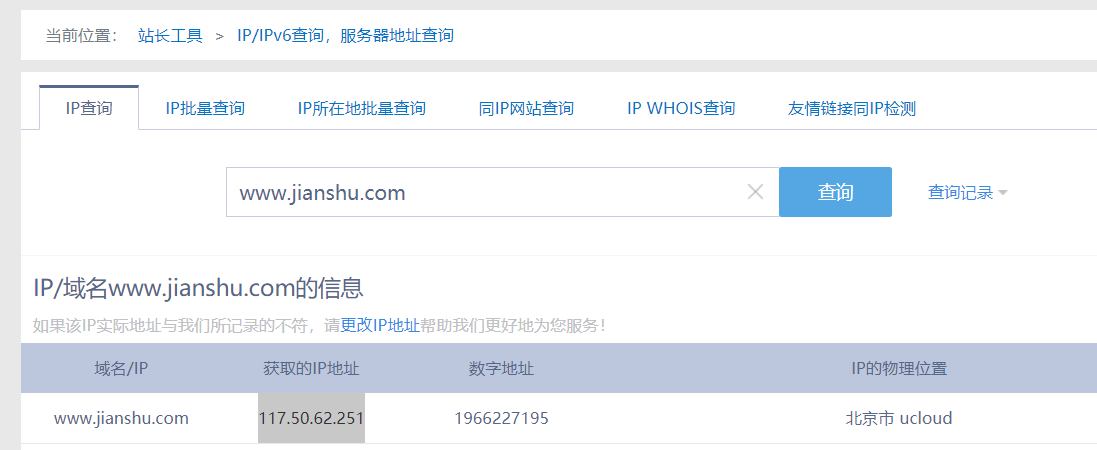 当前位置： 站长工具 > IP/IPv6查询，服务器地址查询
IP查询 IP批量查询 IP所在地批量查询 同IP网站查询 IP WHOIS查询 友情链接同IP检测
www.jianshu.com 查询 查询记录
IP/域名www.jianshu.com的信息
如果该IP实际地址与我们所记录的不符，请更改IP地址帮助我们更好地为您服务！
域名/IP 获取的IP地址 数字地址 IP的物理位置
www.jianshu.com 117.50.62.251 1966227195 北京市 ucloud